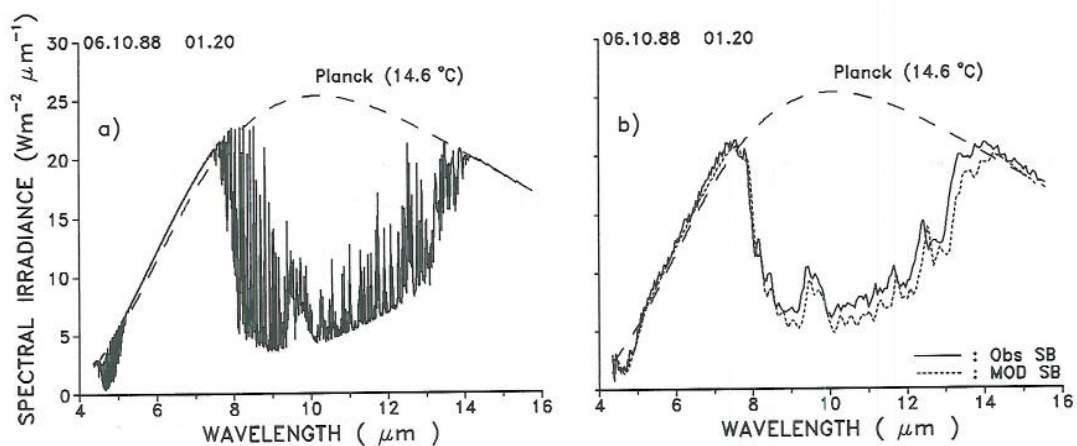 06.10.88 01.20
Planck (14.6 °C)
a)
SPECTRAL IRRADIANCE (Wm⁻² μm⁻¹)
30
25
20
15
10
5
0
4 6 8 10 12 14 16
WAVELENGTH ( μm )
06.10.88 01.20
Planck (14.6 °C)
b)
— : Obs SB
----- : MOD SB
4 6 8 10 12 14 16
WAVELENGTH ( μm )